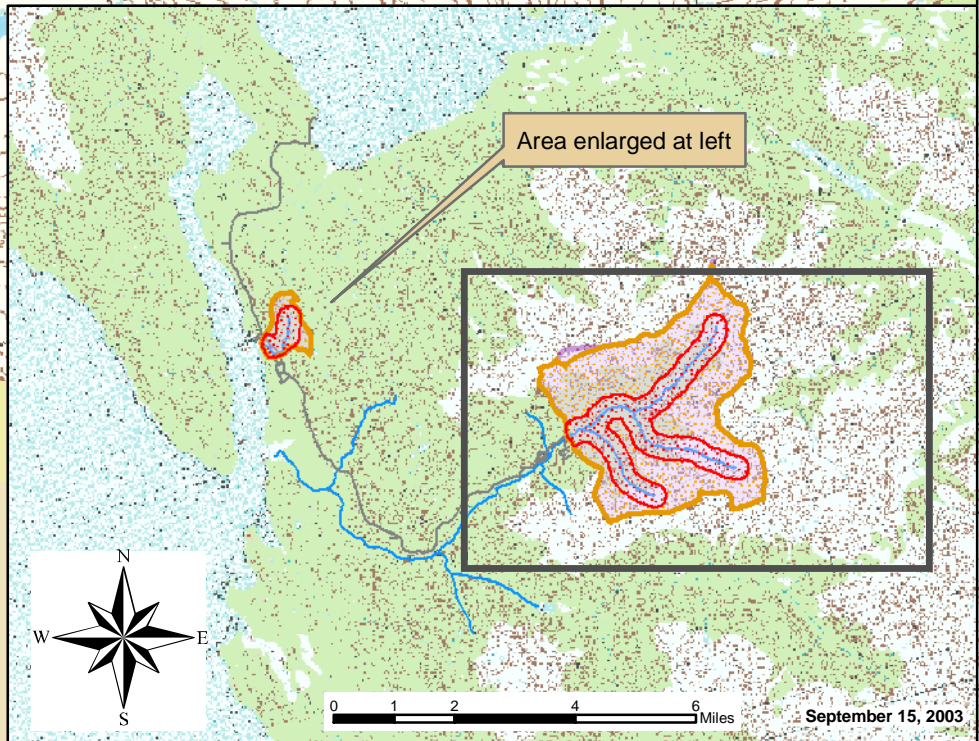 Area enlarged at left
N
W
E
S
0 1 2 4 6
Miles
September 15, 2003